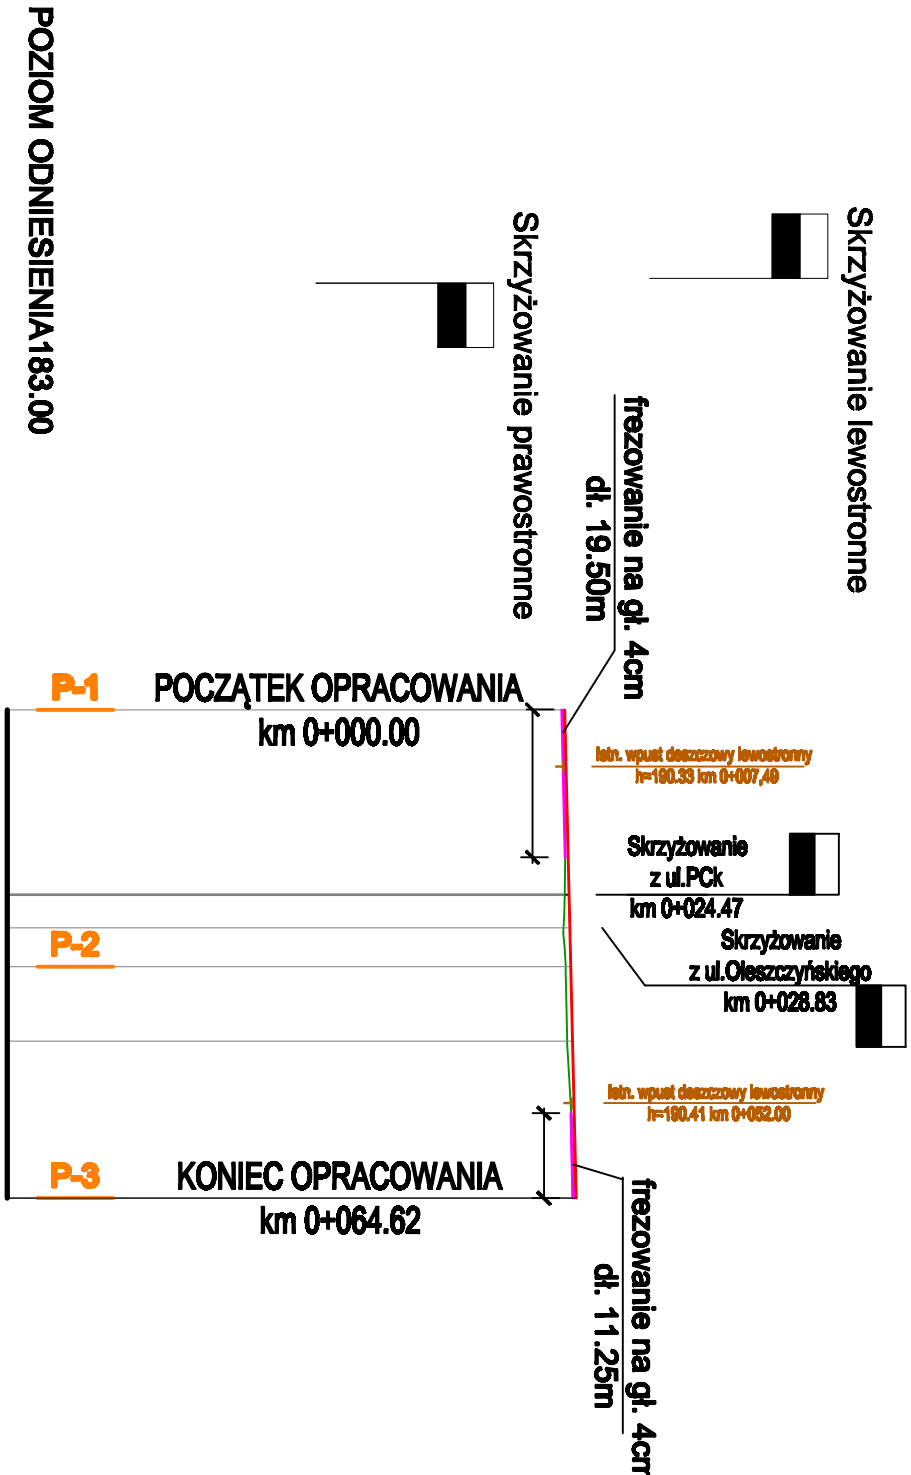 POZIOM ODNIESIENIA183.00
Skrzyżowanie lewostronne
Skrzyżowanie prawostronne
frezowanie na gł. 4cm
dł. 19.50m
P-1
POCZĄTEK OPRACOWANIA
km 0+000.00
Istn. wpust deszczowy lewostronny
h=190.33 km 0+007,49
Skrzyżowanie
z ul.PCk
km 0+024.47
P-2
Skrzyżowanie
z ul.Oleszczyńskiego
km 0+028.83
Istn. wpust deszczowy lewostronny
h=190.41 km 0+052.00
P-3
KONIEC OPRACOWANIA
km 0+064.62
frezowanie na gł. 4cm
dł. 11.25m